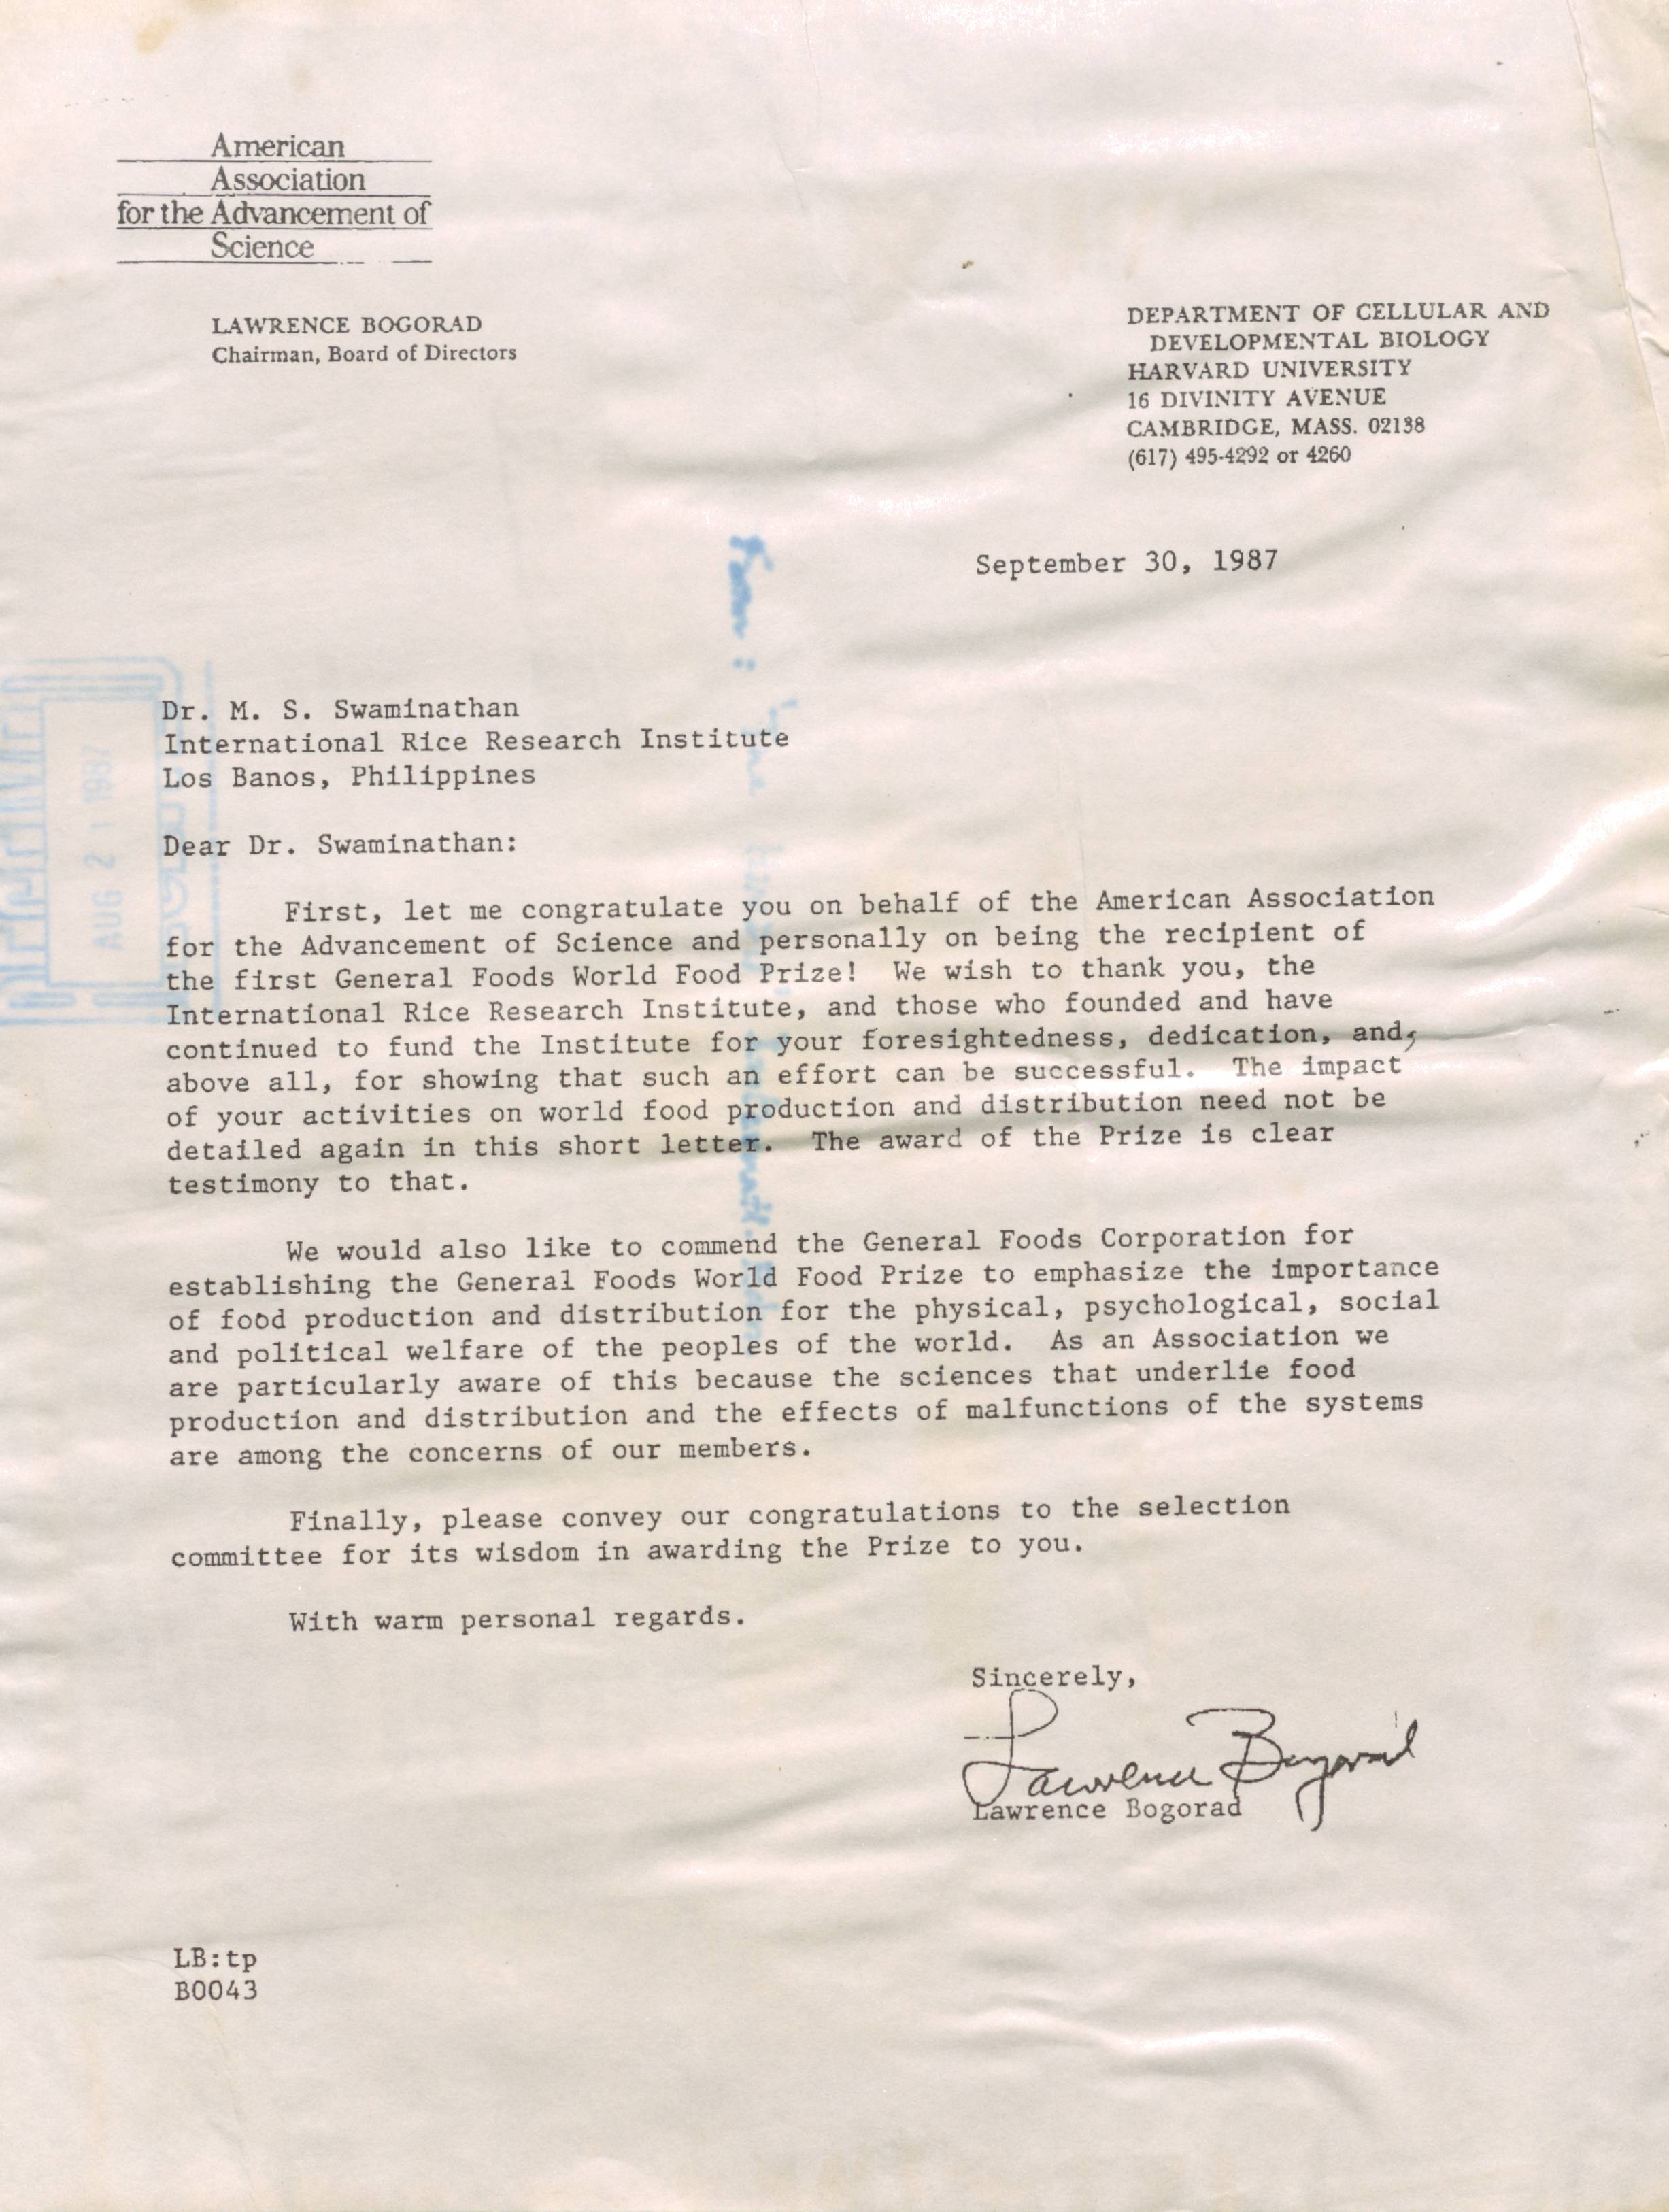 American
Association
for the Advancement of
Science
LAWRENCE BOGORAD
Chairman, Board of Directors
DEPARTMENT OF CELLULAR AND
DEVELOPMENTAL BIOLOGY
HARVARD UNIVERSITY
16 DIVINITY AVENUE
CAMBRIDGE, MASS. 02138
(617) 495-4292 or 4260
September 30, 1987
From :
AUG 21 1987
Dr. M. S. Swaminathan
International Rice Research Institute
Los Banos, Philippines
Dear Dr. Swaminathan:
First, let me congratulate you on behalf of the American Association
for the Advancement of Science and personally on being the recipient of
the first General Foods World Food Prize! We wish to thank you, the
International Rice Research Institute, and those who founded and have
continued to fund the Institute for your foresightedness, dedication, and,
above all, for showing that such an effort can be successful. The impact
of your activities on world food production and distribution need not be
detailed again in this short letter. The award of the Prize is clear
testimony to that.
We would also like to commend the General Foods Corporation for
establishing the General Foods World Food Prize to emphasize the importance
of food production and distribution for the physical, psychological, social
and political welfare of the peoples of the world. As an Association we
are particularly aware of this because the sciences that underlie food
production and distribution and the effects of malfunctions of the systems
are among the concerns of our members.
Finally, please convey our congratulations to the selection
committee for its wisdom in awarding the Prize to you.
With warm personal regards.
Sincerely,
Lawrence Bogorad
Lawrence Bogorad
LB:tp
B0043